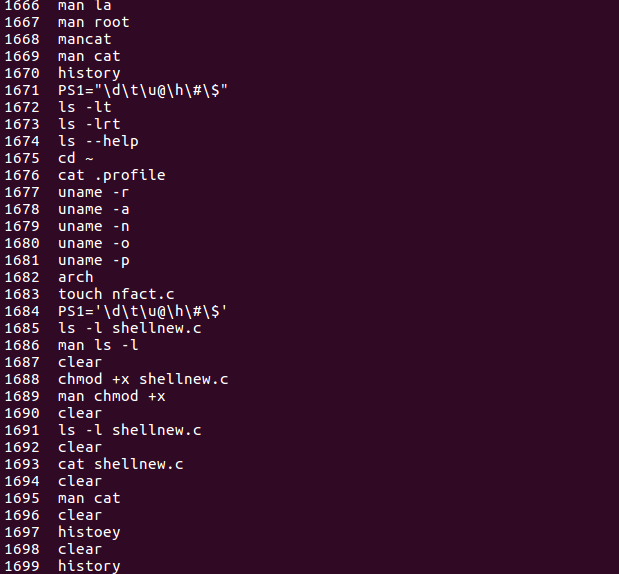 1666 man la
1667 man root
1668 mancat
1669 man cat
1670 history
1671 PS1="\d\t\u@\h\#\$"
1672 ls -lt
1673 ls -lrt
1674 ls --help
1675 cd ~
1676 cat .profile
1677 uname -r
1678 uname -a
1679 uname -n
1680 uname -o
1681 uname -p
1682 arch
1683 touch nfact.c
1684 PS1='\d\t\u@\h\#\$'
1685 ls -l shellnew.c
1686 man ls -l
1687 clear
1688 chmod +x shellnew.c
1689 man chmod +x
1690 clear
1691 ls -l shellnew.c
1692 clear
1693 cat shellnew.c
1694 clear
1695 man cat
1696 clear
1697 histoey
1698 clear
1699 history